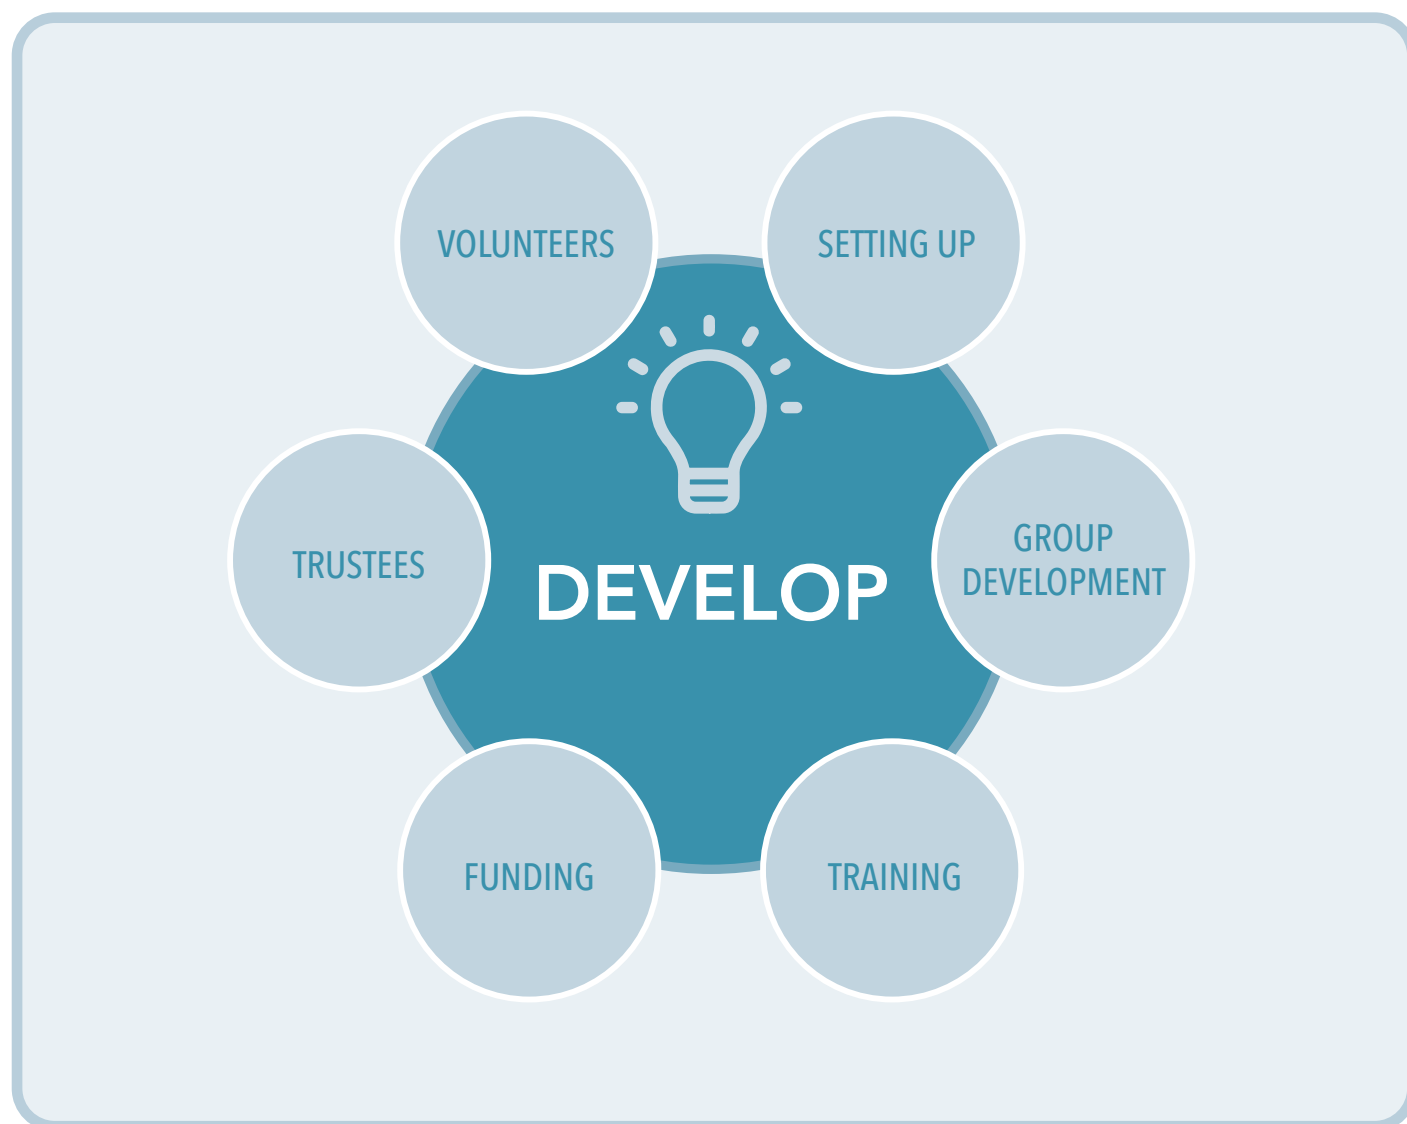 VOLUNTEERS
SETTING UP
TRUSTEES
DEVELOP
GROUP
DEVELOPMENT
FUNDING
TRAINING